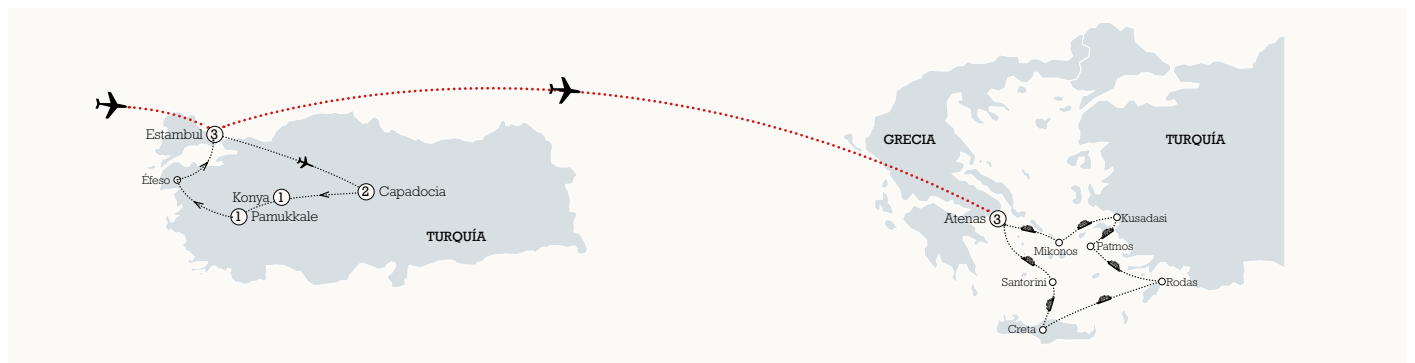 Estambul 3
Éfeso
Konya 1
1 Pamukkale
2 Capadocia
TURQUÍA
GRECIA
TURQUÍA
Atenas 3
Mikonos
Kusadasi
Patmos
Santorini
Rodas
Creta